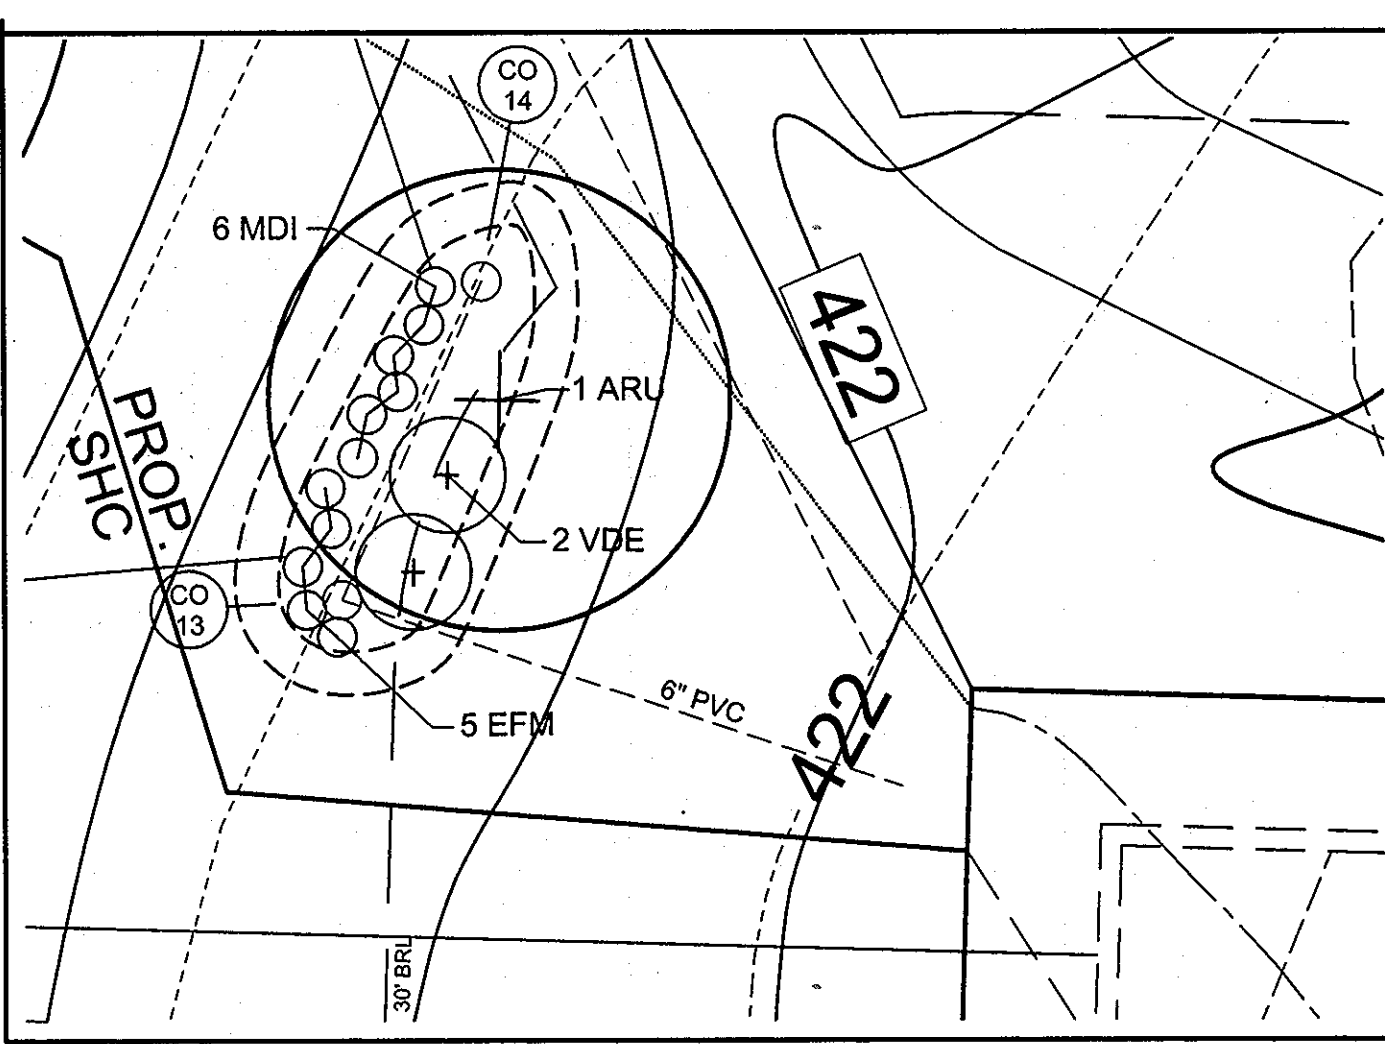 CO
14
6 MDI
422
1 ARU
PROP.
SHC
2 VDE
CO
13
6" PVC
5 EFM
422
30' BRL